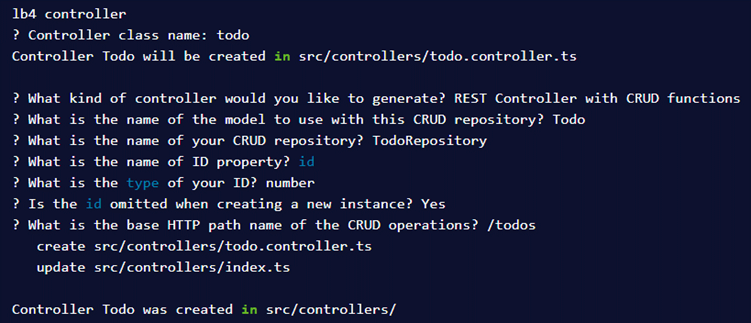 lb4 controller
? Controller class name: todo
Controller Todo will be created in src/controllers/todo.controller.ts
? What kind of controller would you like to generate? REST Controller with CRUD functions
? What is the name of the model to use with this CRUD repository? Todo
? What is the name of your CRUD repository? TodoRepository
? What is the name of ID property? id
? What is the type of your ID? number
? Is the id omitted when creating a new instance? Yes
? What is the base HTTP path name of the CRUD operations? /todos
create src/controllers/todo.controller.ts
update src/controllers/index.ts
Controller Todo was created in src/controllers/